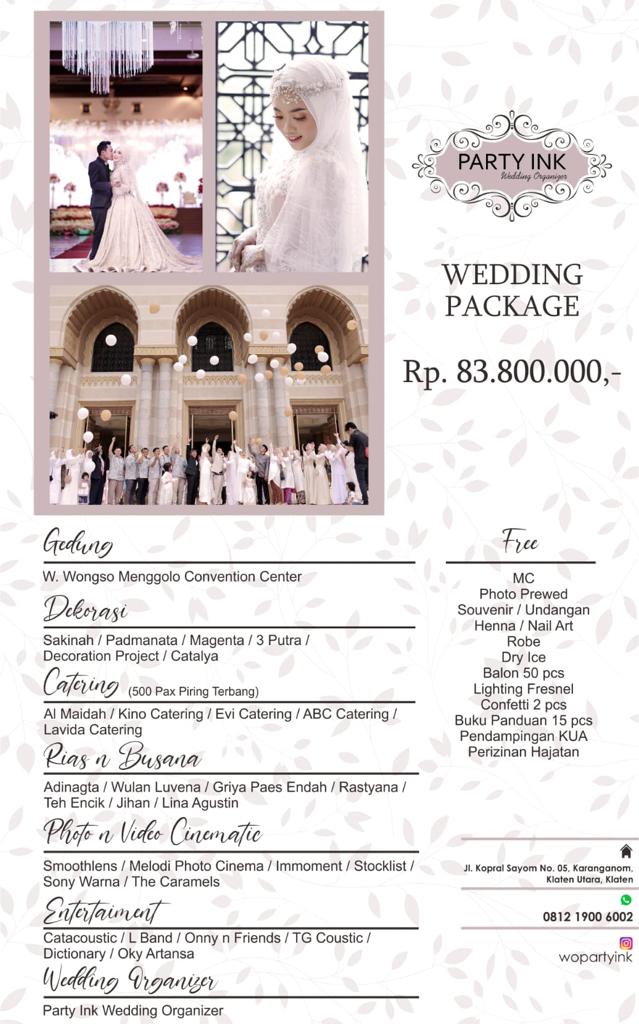 PARTY INK
Wedding Organizer
WEDDING
PACKAGE
Rp. 83.800.000,-
Gedung
W. Wongso Menggolo Convention Center
Dekorasi
Sakinah / Padmanata / Magenta / 3 Putra /
Decoration Project / Catalya
Catering (500 Pax Piring Terbang)
Al Maidah / Kino Catering / Evi Catering / ABC Catering /
Lavida Catering
Rias n Busana
Adinagta / Wulan Luvena / Griya Paes Endah / Rastyana /
Teh Encik / Jihan / Lina Agustin
Photo n Video Cinematic
Smoothlens / Melodi Photo Cinema / Immoment / Stocklist /
Sony Warna / The Caramels
Entertaiment
Catacoustic / L Band / Onny n Friends / TG Coustic /
Dictionary / Oky Artansa
Wedding Organizer
Party Ink Wedding Organizer
Free
MC
Photo Prewed
Souvenir / Undangan
Henna / Nail Art
Robe
Dry Ice
Balon 50 pcs
Lighting Fresnel
Confetti 2 pcs
Buku Panduan 15 pcs
Pendampingan KUA
Perizinan Hajatan
Jl. Kopral Sayom No. 05, Karanganom,
Klaten Utara, Klaten
0812 1900 6002
wopartyink